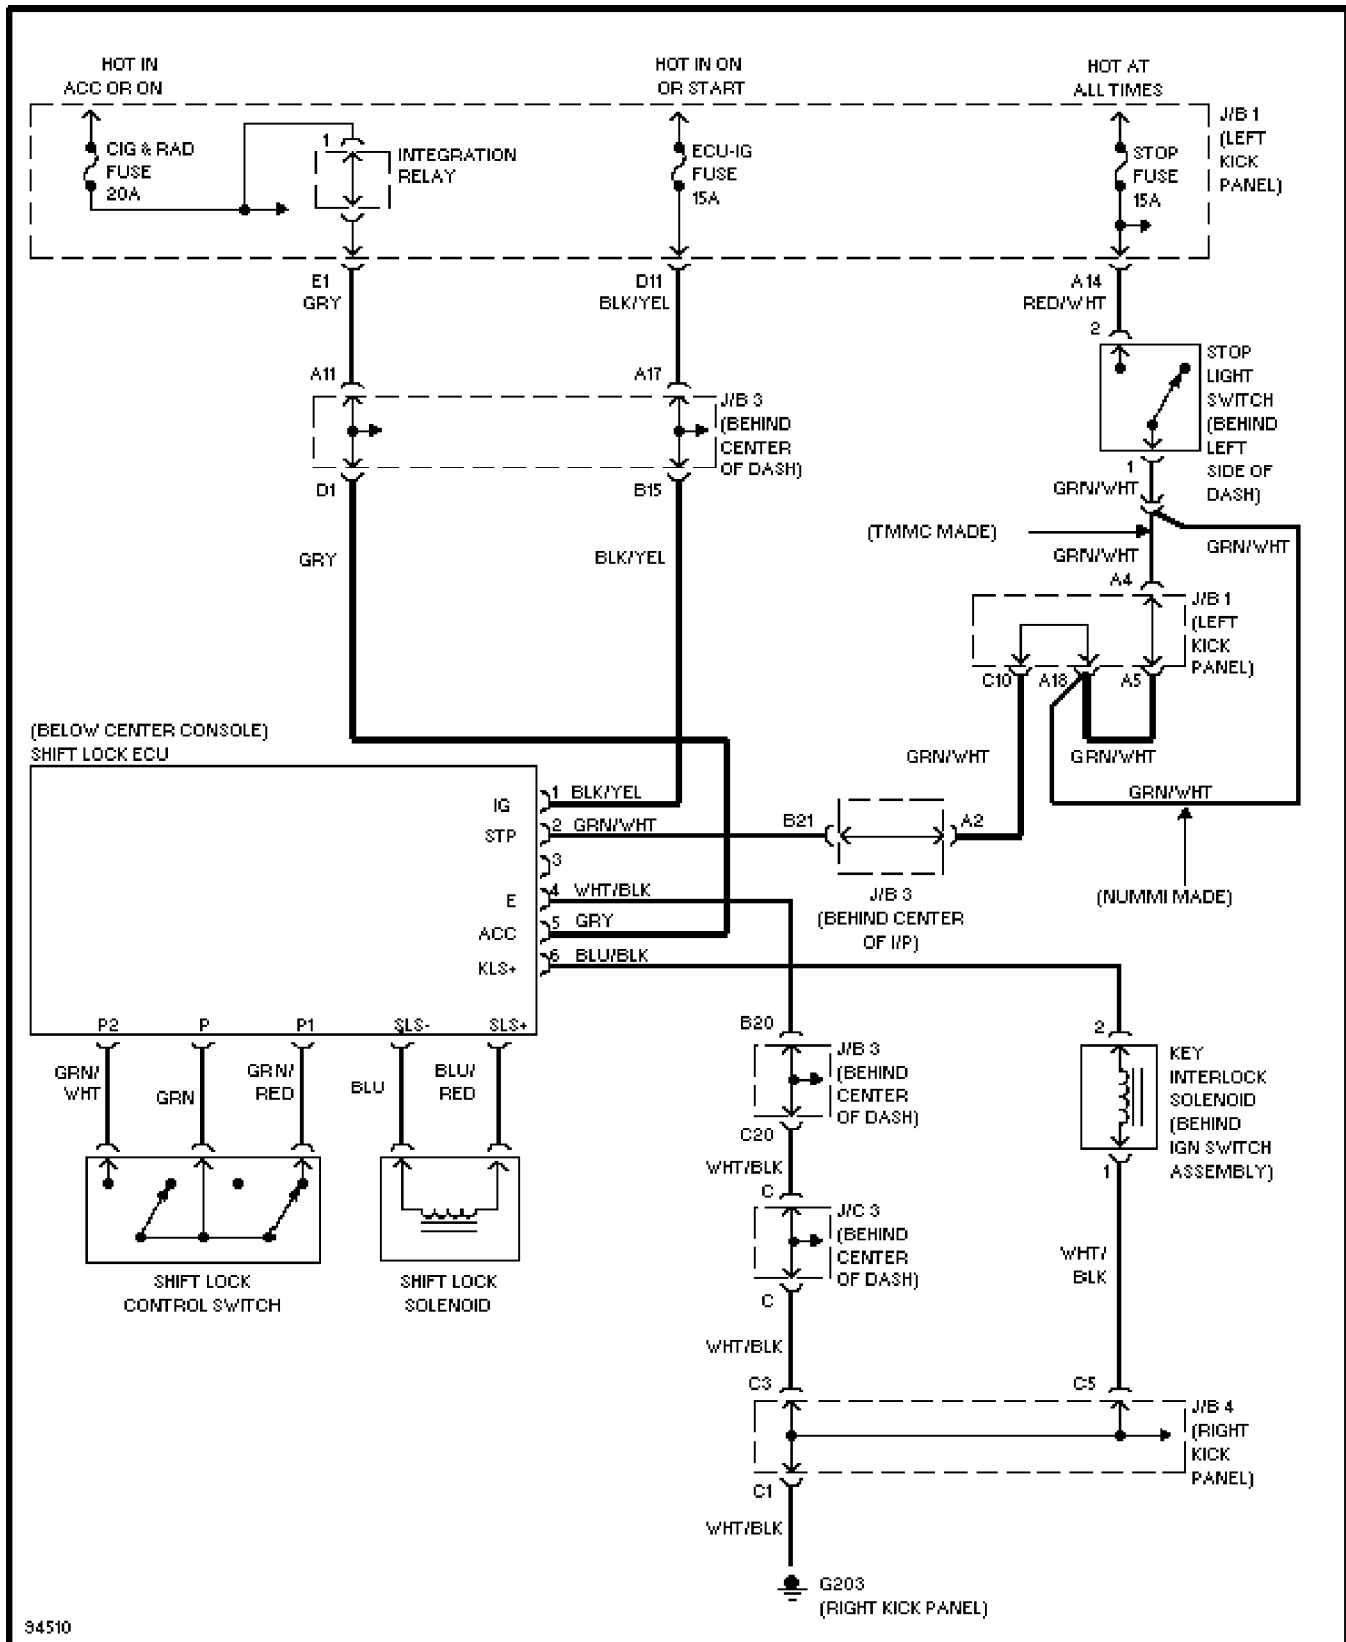 HOT IN
ACC OR ON
HOT IN ON
OR START
HOT AT
ALL TIMES
J/B 1
(LEFT
KICK
PANEL)
CIG & RAD
FUSE
20A
1
INTEGRATION
RELAY
ECU-IG
FUSE
15A
STOP
FUSE
15A
E1
GRY
D11
BLK/YEL
A14
RED/WHT
2
STOP
LIGHT
SWITCH
(BEHIND
LEFT
SIDE OF
DASH)
A11
A17
J/B 3
(BEHIND
CENTER
OF DASH)
D1
B15
1
GRN/WHT
(TMMC MADE)
GRN/WHT
GRN/WHT
GRY
BLK/YEL
A4
J/B 1
(LEFT
KICK
PANEL)
C10
A18
A5
(BELOW CENTER CONSOLE)
SHIFT LOCK ECU
GRN/WHT
GRN/WHT
GRN/WHT
IG
1
BLK/YEL
STP
2
GRN/WHT
B21
A2
3
J/B 3
(BEHIND CENTER
OF I/P)
(NUMMI MADE)
E
4
WHT/BLK
ACC
5
GRY
KLS+
6
BLU/BLK
P2
P
P1
SLS-
SLS+
B20
2
GRN/
WHT
GRN
GRN/
RED
BLU
BLU/
RED
J/B 3
(BEHIND
CENTER
OF DASH)
KEY
INTERLOCK
SOLENOID
(BEHIND
IGN SWITCH
ASSEMBLY)
C20
1
WHT/BLK
C
J/C 3
(BEHIND
CENTER
OF DASH)
WHT/
BLK
SHIFT LOCK
CONTROL SWITCH
SHIFT LOCK
SOLENOID
C
WHT/BLK
C3
C5
J/B 4
(RIGHT
KICK
PANEL)
C1
WHT/BLK
G203
(RIGHT KICK PANEL)
94510